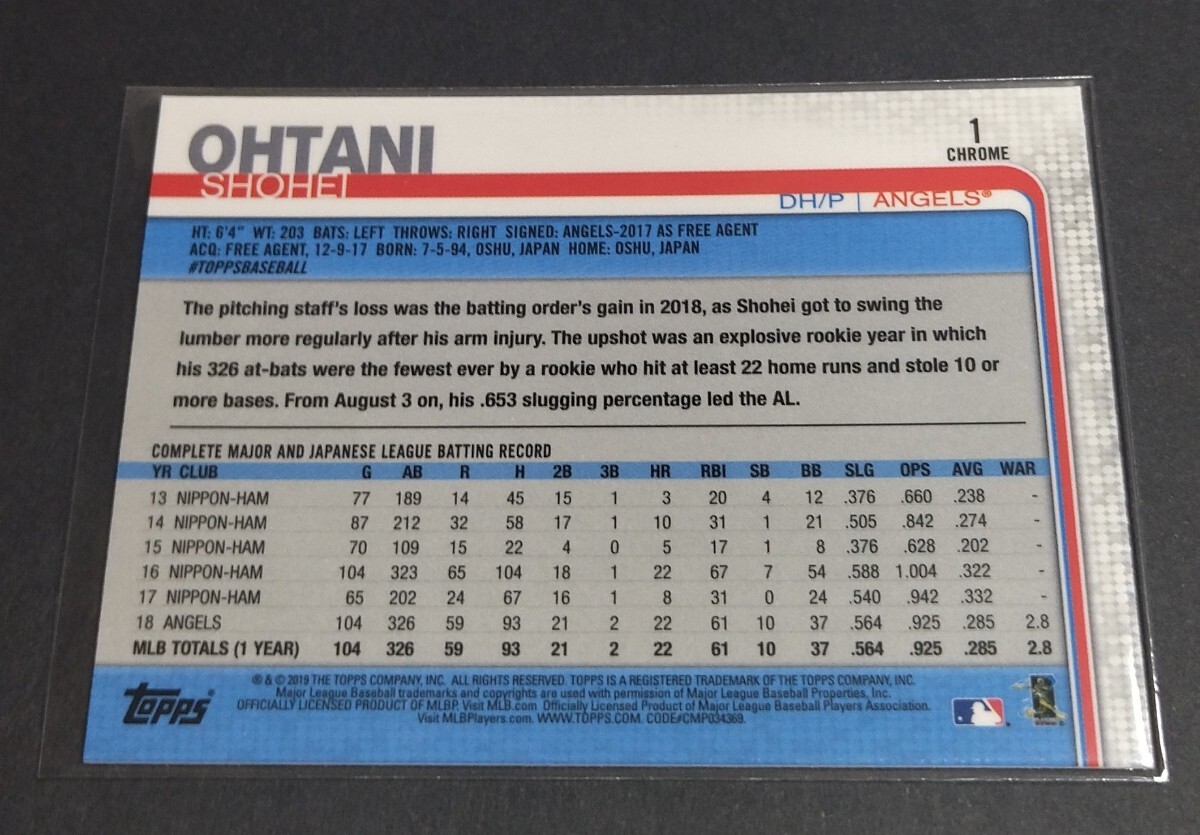 OHTANI
SHOHEI
1
CHROME
DH/P | ANGELS®
HT: 6'4" WT: 203 BATS: LEFT THROWS: RIGHT SIGNED: ANGELS-2017 AS FREE AGENT
ACQ: FREE AGENT, 12-9-17 BORN: 7-5-94, OSHU, JAPAN HOME: OSHU, JAPAN
#TOPPSBASEBALL
The pitching staff's loss was the batting order's gain in 2018, as Shohei got to swing the
lumber more regularly after his arm injury. The upshot was an explosive rookie year in which
his 326 at-bats were the fewest ever by a rookie who hit at least 22 home runs and stole 10 or
more bases. From August 3 on, his .653 slugging percentage led the AL.
COMPLETE MAJOR AND JAPANESE LEAGUE BATTING RECORD
YR CLUB G AB R H 2B 3B HR RBI SB BB SLG OPS AVG WAR
13 NIPPON-HAM 77 189 14 45 15 1 3 20 4 12 .376 .660 .238 -
14 NIPPON-HAM 87 212 32 58 17 1 10 31 1 21 .505 .842 .274 -
15 NIPPON-HAM 70 109 15 22 4 0 5 17 1 8 .376 .628 .202 -
16 NIPPON-HAM 104 323 65 104 18 1 22 67 7 54 .588 1.004 .322 -
17 NIPPON-HAM 65 202 24 67 16 1 8 31 0 24 .540 .942 .332 -
18 ANGELS 104 326 59 93 21 2 22 61 10 37 .564 .925 .285 2.8
MLB TOTALS (1 YEAR) 104 326 59 93 21 2 22 61 10 37 .564 .925 .285 2.8
® & © 2019 THE TOPPS COMPANY, INC. ALL RIGHTS RESERVED. TOPPS IS A REGISTERED TRADEMARK OF THE TOPPS COMPANY, INC.
Major League Baseball trademarks and copyrights are used with permission of Major League Baseball Properties, Inc.
OFFICIALLY LICENSED PRODUCT OF MLBP. Visit MLB.com Officially Licensed Product of Major League Baseball Players Association.
Visit MLBPlayers.com. WWW.TOPPS.COM. CODE#CMP034369.
Topps®